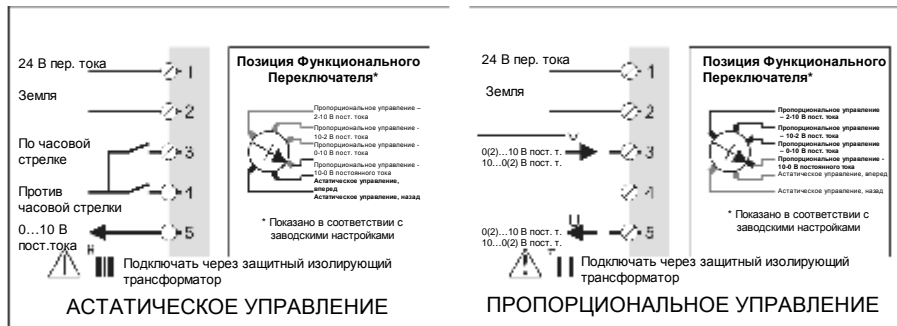 24 В пер. тока
1
Земля
2
По часовой
стрелке
3
Против
часовой стрелки
4
0...10 В
пост.тока
5
Позиция Функционального
Переключателя*
Пропорциональное управление –
2-10 В пост. тока
Пропорциональное управление -
10-2 В пост. тока
Пропорциональное управление -
0-10 В пост. тока
Пропорциональное управление -
10-0 В постоянного тока
Астатическое управление,
вперед
Астатическое управление, назад
* Показано в соответствии с
заводскими настройками
Подключать через защитный изолирующий
трансформатор
АСТАТИЧЕСКОЕ УПРАВЛЕНИЕ
24 В пер. тока
1
Земля
2
Y
0(2)...10 В пост. т.
10...0(2) В пост. т.
3
4
U
0(2)...10 В пост. т.
10...0(2) В пост. т.
5
Позиция Функционального
Переключателя*
Пропорциональное управление
– 2-10 В пост. тока
Пропорциональное управление
– 10-2 В пост. тока
Пропорциональное управление
– 0-10 В пост. тока
Пропорциональное управление -
10-0 В постоянного тока
Астатическое управление, вперед
Астатическое управление, назад
* Показано в соответствии с
заводскими настройками
Подключать через защитный изолирующий
трансформатор
ПРОПОРЦИОНАЛЬНОЕ УПРАВЛЕНИЕ